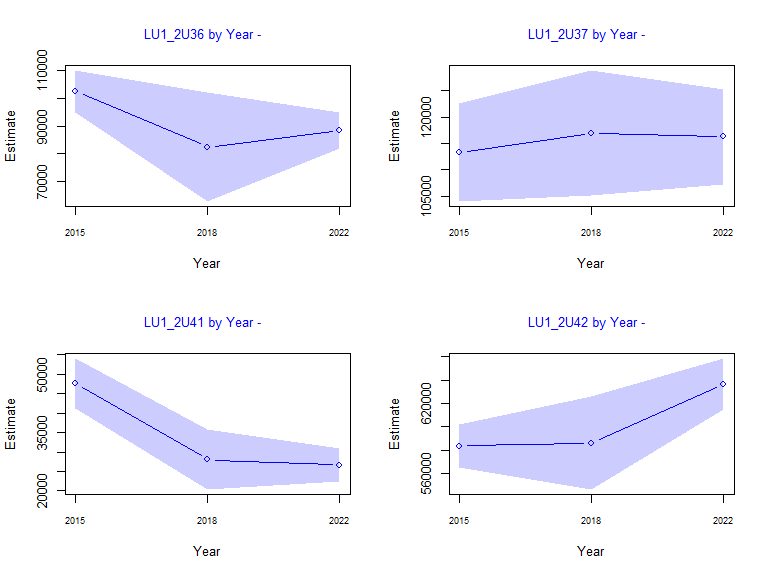 LU1_2U36 by Year -
Estimate
110000
90000
70000
2015
2018
2022
Year
LU1_2U37 by Year -
Estimate
120000
105000
2015
2018
2022
Year
LU1_2U41 by Year -
Estimate
50000
35000
20000
2015
2018
2022
Year
LU1_2U42 by Year -
Estimate
620000
560000
2015
2018
2022
Year